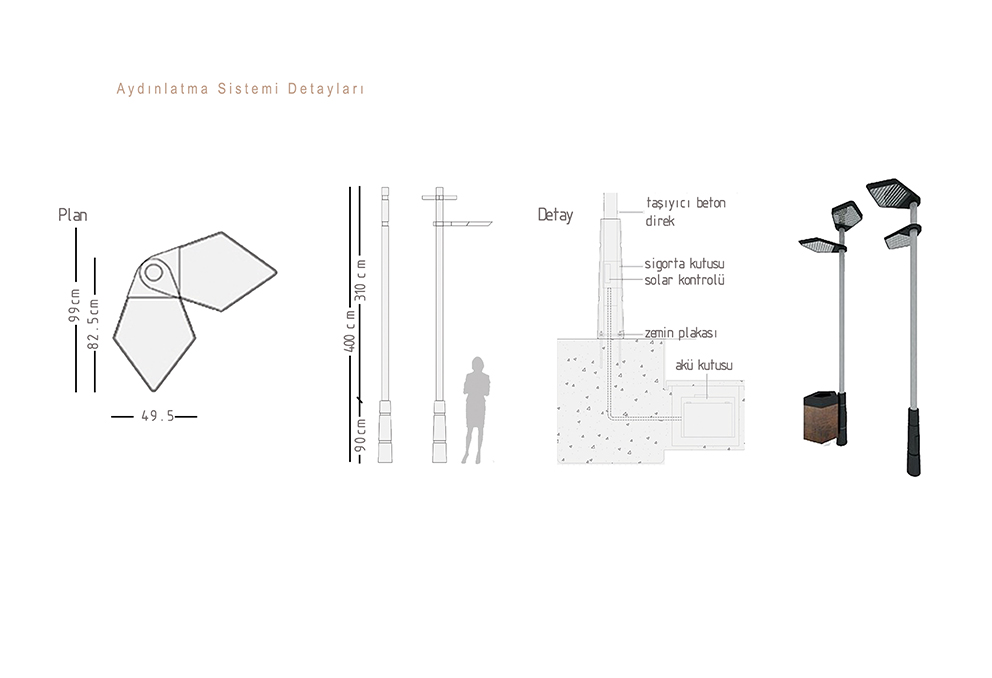 Aydınlatma Sistemi Detayları
Plan
99cm
82.5cm
49.5
400 cm
310 cm
90cm
Detay
taşıyıcı beton
direk
sigorta kutusu
solar kontrolü
zemin plakası
akü kutusu